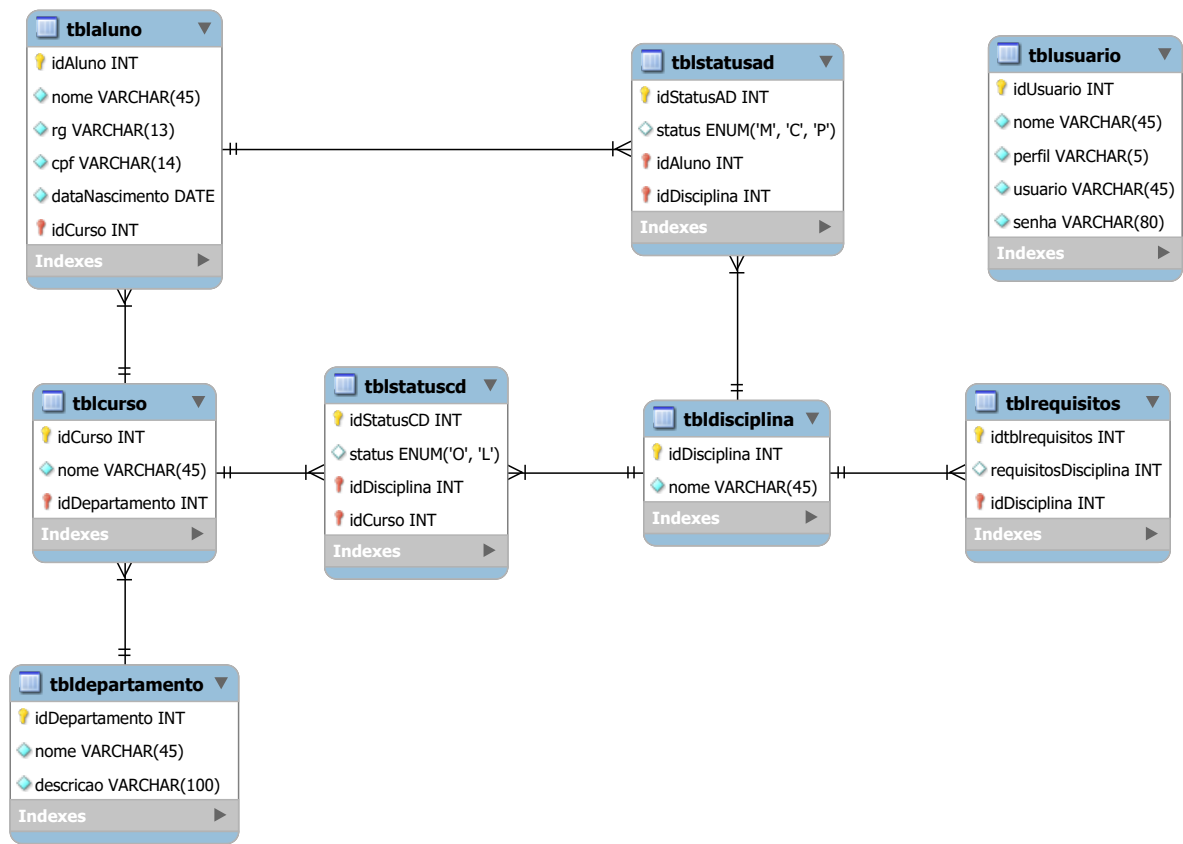 tblaluno
idAluno INT
nome VARCHAR(45)
rg VARCHAR(13)
cpf VARCHAR(14)
dataNascimento DATE
idCurso INT
Indexes
tblstatusad
idStatusAD INT
status ENUM('M', 'C', 'P')
idAluno INT
idDisciplina INT
Indexes
tblusuario
idUsuario INT
nome VARCHAR(45)
perfil VARCHAR(5)
usuario VARCHAR(45)
senha VARCHAR(80)
Indexes
tblcurso
idCurso INT
nome VARCHAR(45)
idDepartamento INT
Indexes
tblstatuscd
idStatusCD INT
status ENUM('O', 'L')
idDisciplina INT
idCurso INT
Indexes
tbldisciplina
idDisciplina INT
nome VARCHAR(45)
Indexes
tblrequisitos
idtblrequisitos INT
requisitosDisciplina INT
idDisciplina INT
Indexes
tbldepartamento
idDepartamento INT
nome VARCHAR(45)
descricao VARCHAR(100)
Indexes